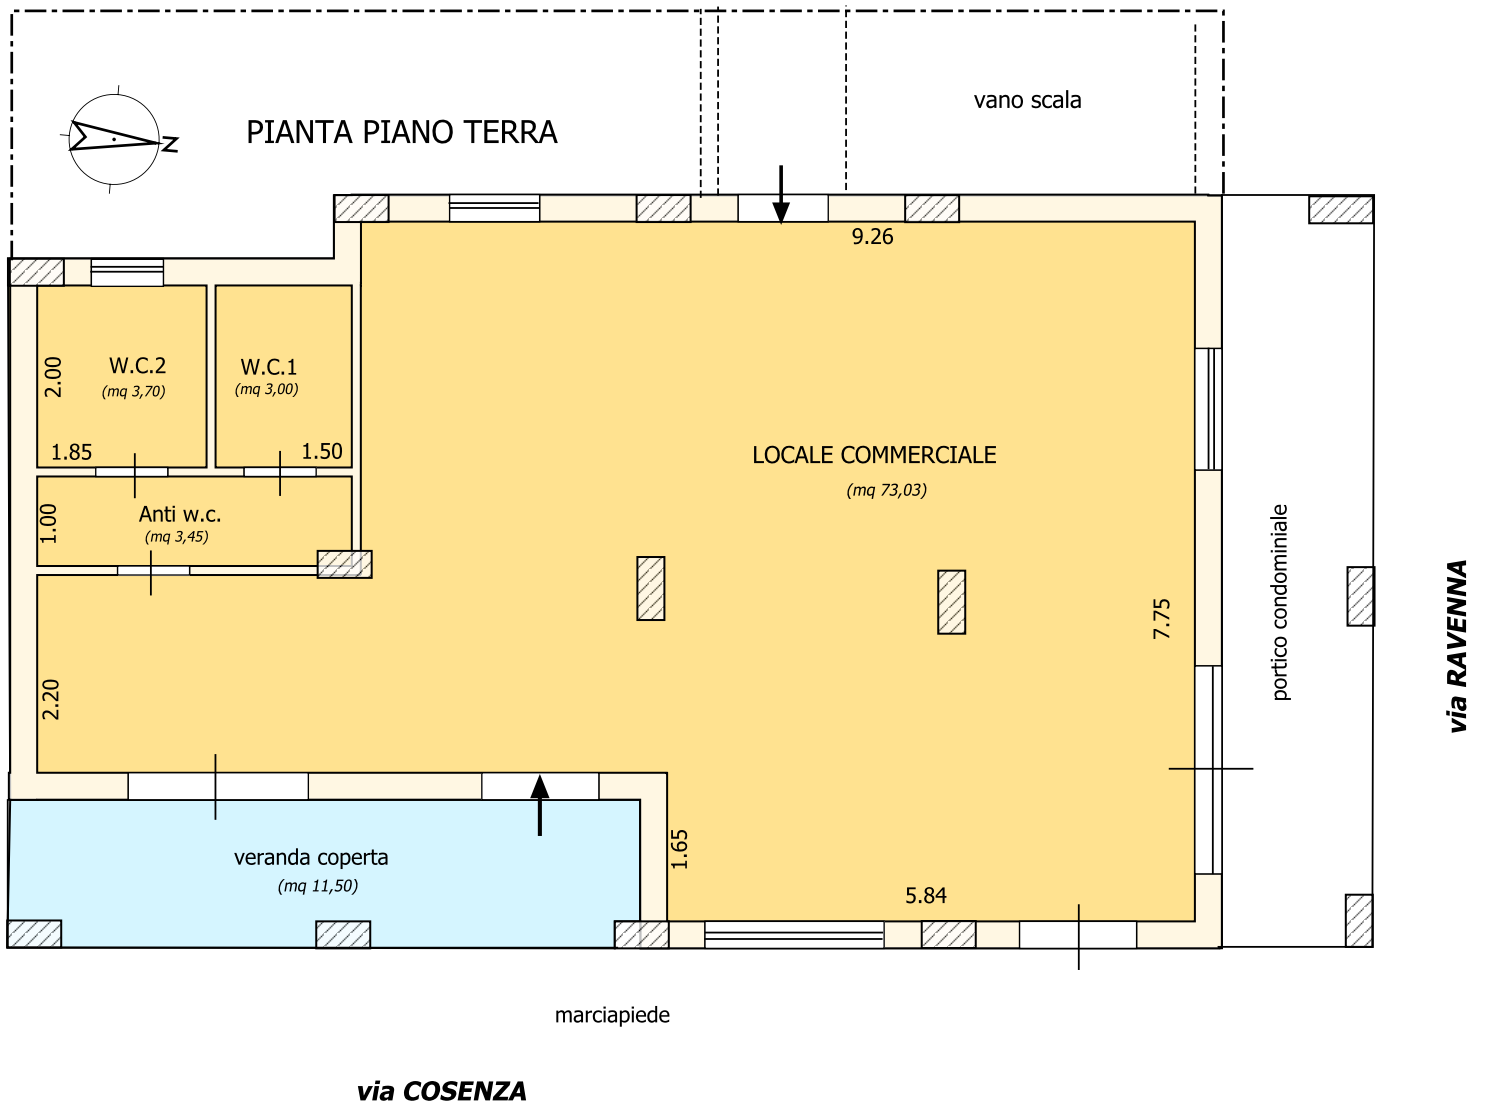 vano scala
PIANTA PIANO TERRA
N
9.26
W.C.2
(mq 3,70)
2.00
1.85
W.C.1
(mq 3,00)
1.50
LOCALE COMMERCIALE
(mq 73,03)
Anti w.c.
(mq 3,45)
1.00
portico condominiale
via RAVENNA
7.75
2.20
1.65
veranda coperta
(mq 11,50)
5.84
marciapiede
via COSENZA